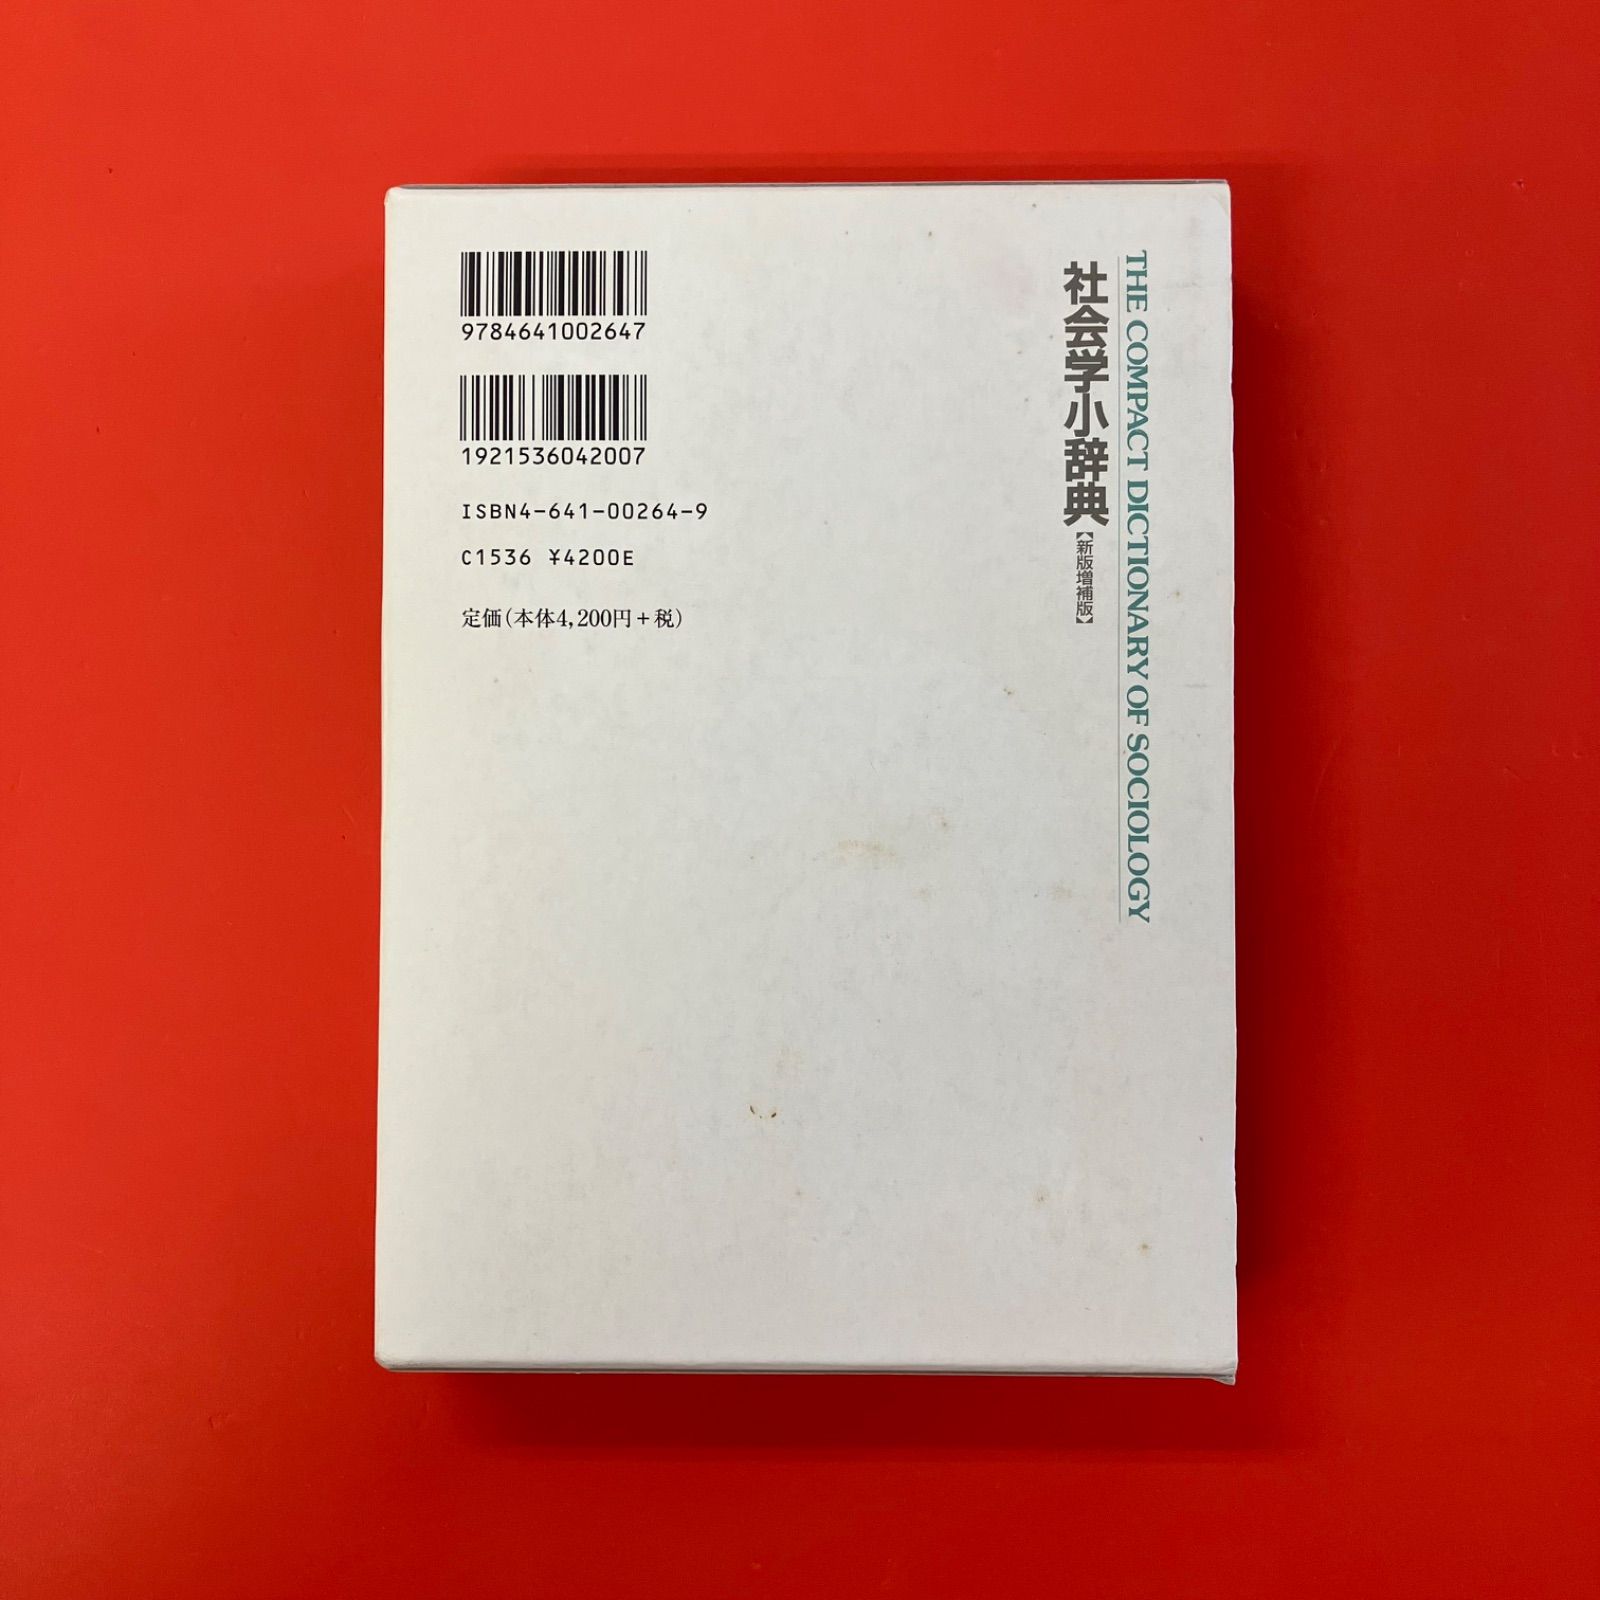 THE COMPACT DICTIONARY OF SOCIOLOGY
社会学小辞典【新版増補版】
9784641002647
1921536042007
ISBN4-641-00264-9
C1536 ¥4200E
定価(本体4,200円+税)